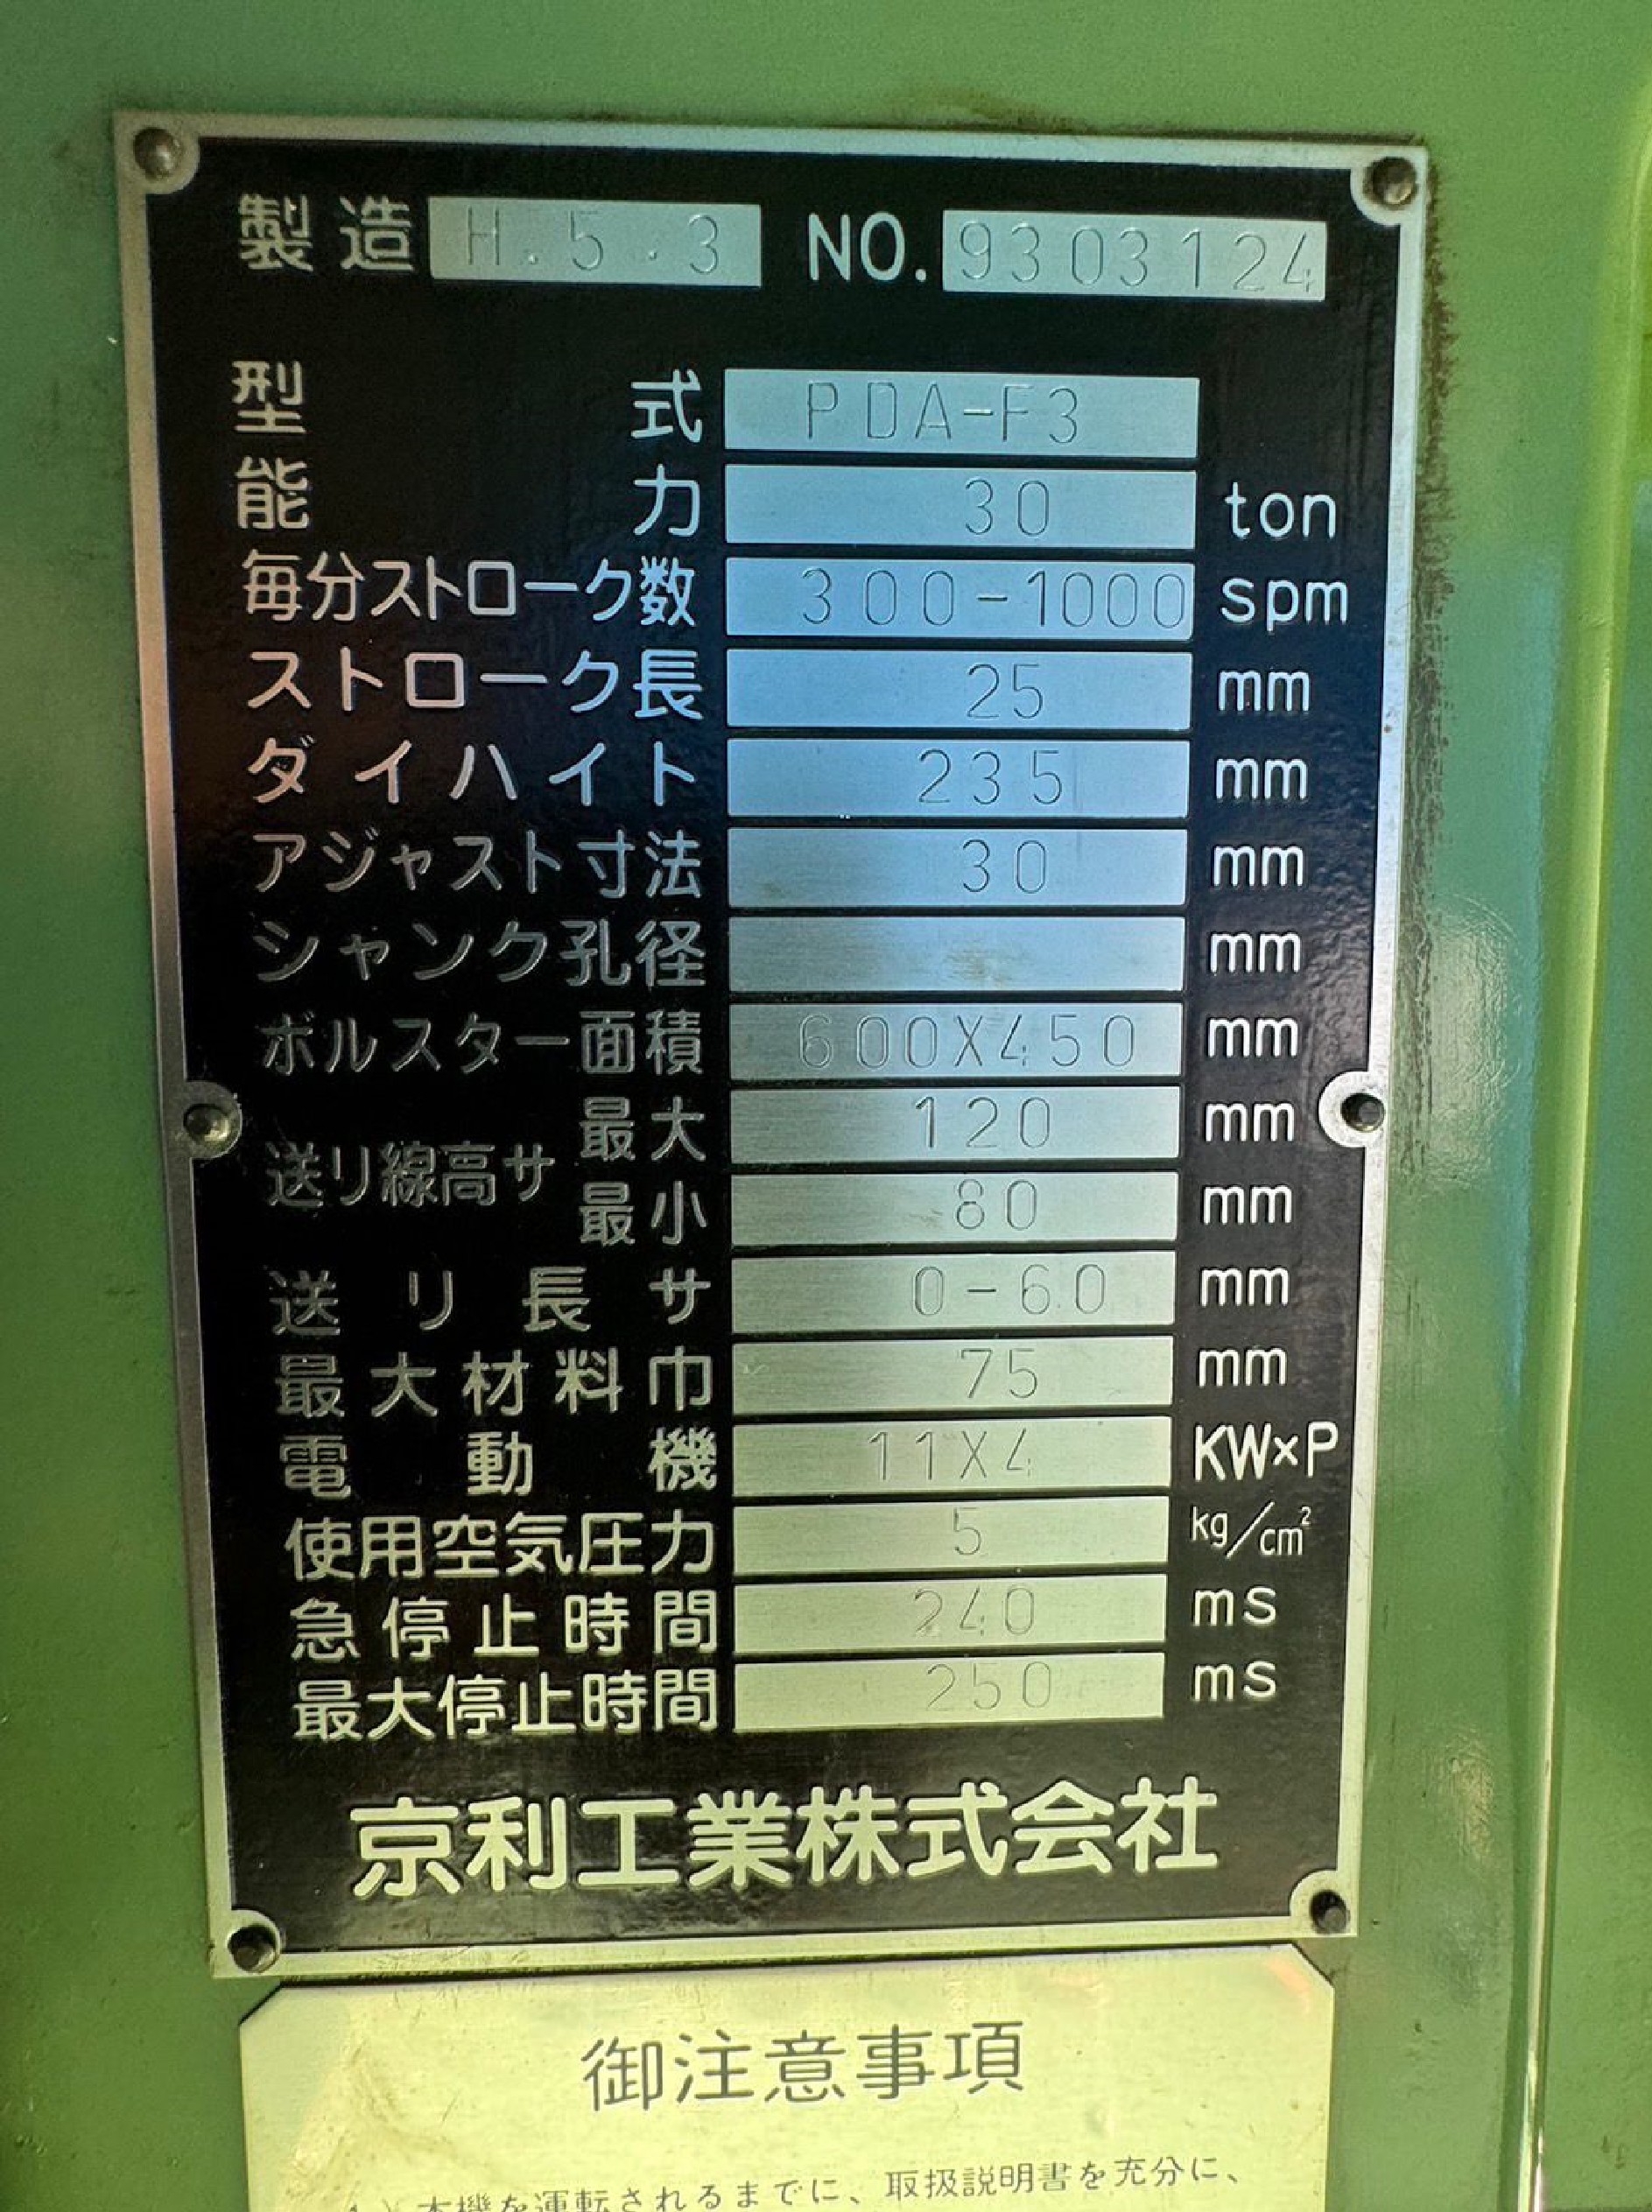 製造 H.5.3 NO. 9303124
型式 PDA-F3
能力 30 ton
毎分ストローク数 300-1000 spm
ストローク長 25 mm
ダイハイト 235 mm
アジャスト寸法 30 mm
シャンク孔径 mm
ボルスター面積 600X450 mm
送リ線高サ 最大 120 mm
最小 80 mm
送リ長サ 0-60 mm
最大材料巾 75 mm
電動機 11X4 KW×P
使用空気圧力 5 kg/cm²
急停止時間 240 ms
最大停止時間 250 ms
京利工業株式会社
御注意事項
1) 本機を運転されるまでに、取扱説明書を充分に、